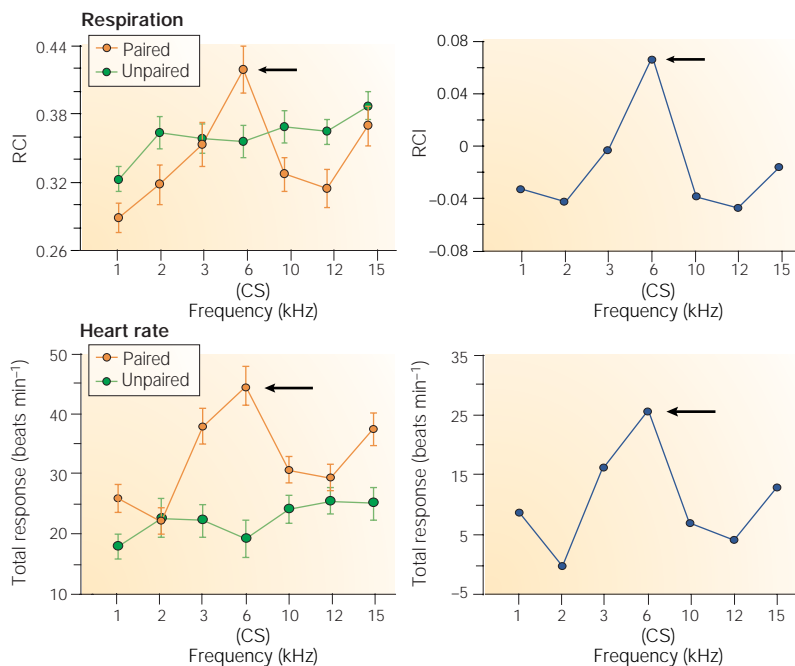 Respiration
0.44
0.38
0.32
0.26
RCI
Paired
Unpaired
1 2 3 6 10 12 15
(CS)
Frequency (kHz)
0.08
0.04
0
–0.04
–0.08
RCI
1 2 3 6 10 12 15
(CS)
Frequency (kHz)
Heart rate
50
40
30
20
10
Total response (beats min–1)
Paired
Unpaired
1 2 3 6 10 12 15
(CS)
Frequency (kHz)
35
25
15
5
–5
Total response (beats min–1)
1 2 3 6 10 12 15
(CS)
Frequency (kHz)